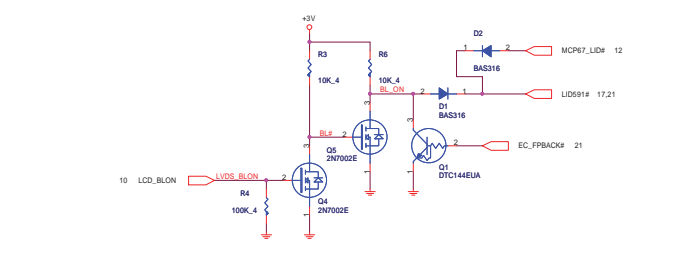 +3V
D2
1
2
MCP67_LID# 12
BAS316
R3
R6
10K_4
10K_4
BL_ON
2
1
LID591# 17,21
D1
BAS316
3
3
BL#
2
3
1
2
EC_FPBACK# 21
Q5
2N7002E
1
Q1
DTC144EUA
10 LCD_BLON
LVDS_BLON
2
R4
100K_4
Q4
2N7002E
1